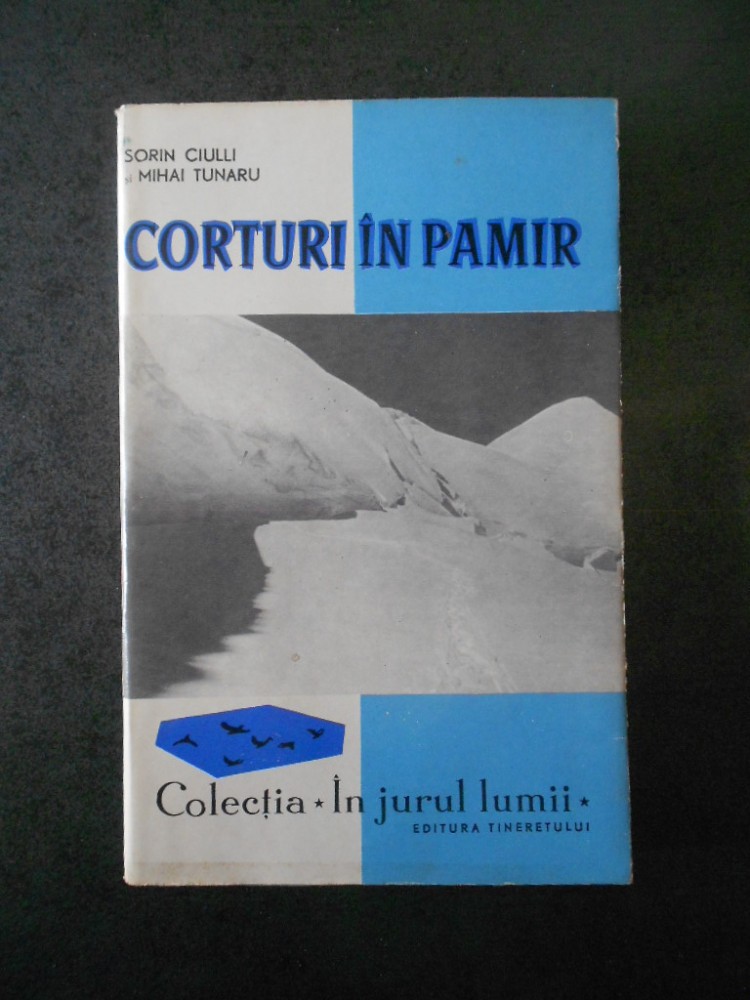 SORIN CIULLI
și MIHAI TUNARU
CORTURI ÎN PAMIR
Colecția ★ În jurul lumii ★
EDITURA TINERETULUI